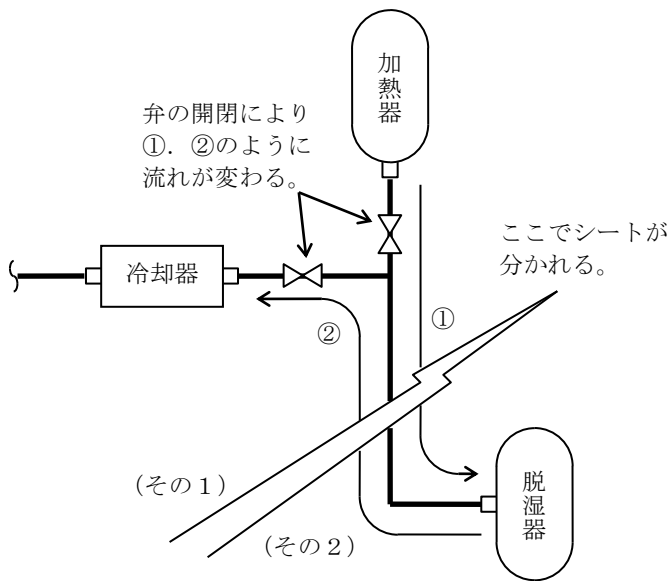 加熱器
弁の開閉により
①．②のように
流れが変わる。
ここでシートが
分かれる。
冷却器
②
①
(その１)
(その２)
脱湿器